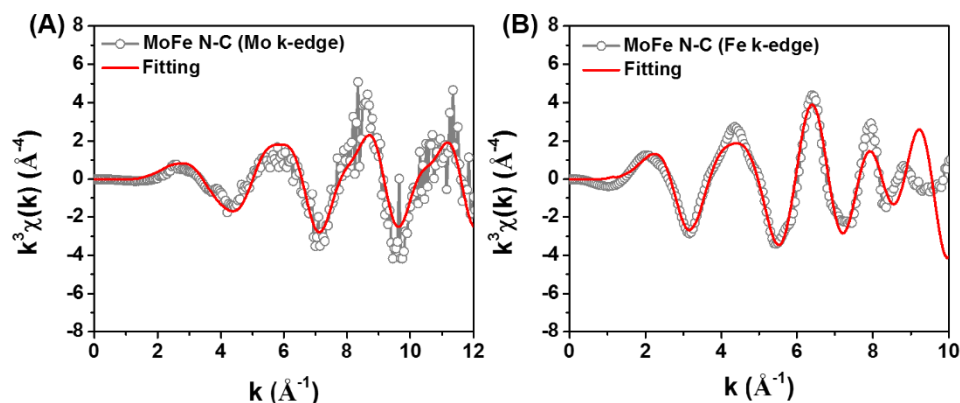 (A)
MoFe N-C (Mo k-edge)
Fitting
k³χ(k) (Å⁻⁴)
8
6
4
2
0
-2
-4
-6
-8
0 2 4 6 8 10 12
k (Å⁻¹)
(B)
MoFe N-C (Fe k-edge)
Fitting
k³χ(k) (Å⁻⁴)
8
6
4
2
0
-2
-4
-6
-8
0 2 4 6 8 10
k (Å⁻¹)